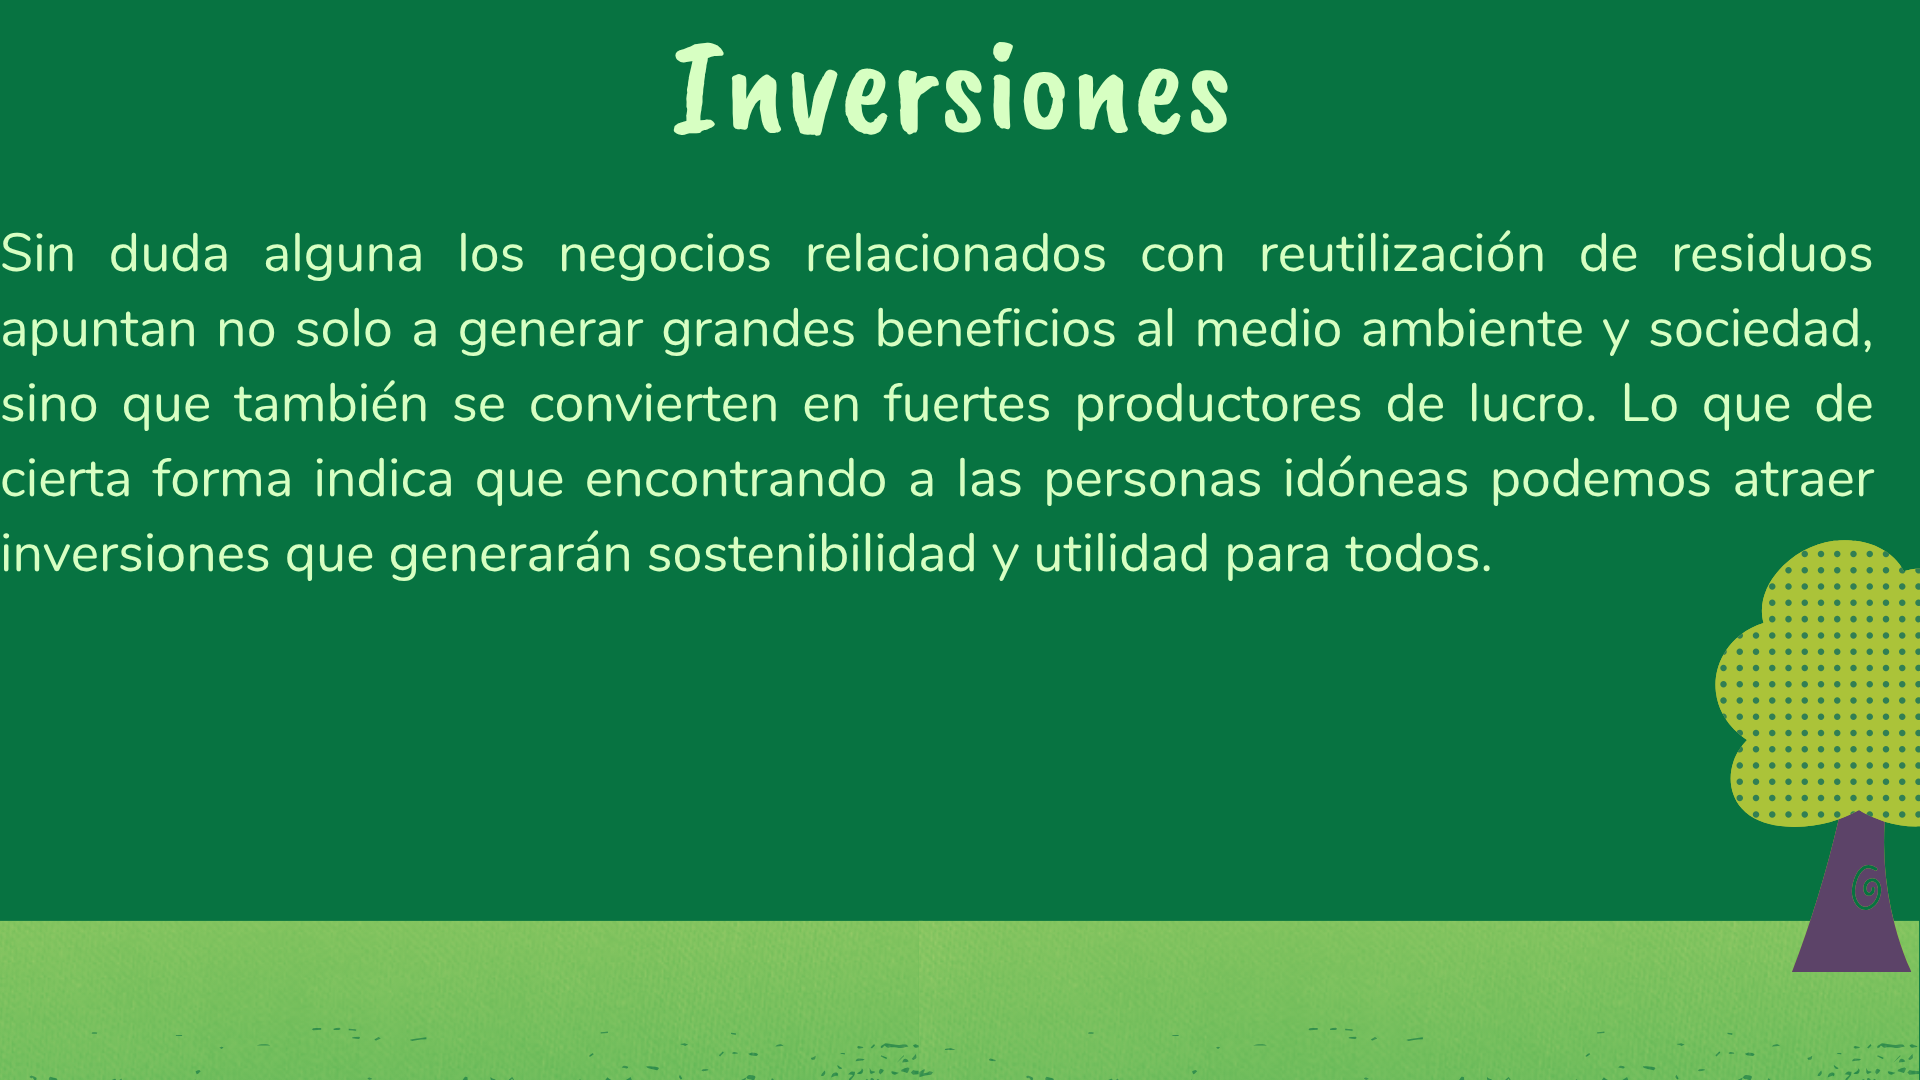 Inversiones
Sin duda alguna los negocios relacionados con reutilización de residuos
apuntan no solo a generar grandes beneficios al medio ambiente y sociedad,
sino que también se convierten en fuertes productores de lucro. Lo que de
cierta forma indica que encontrando a las personas idóneas podemos atraer
inversiones que generarán sostenibilidad y utilidad para todos.